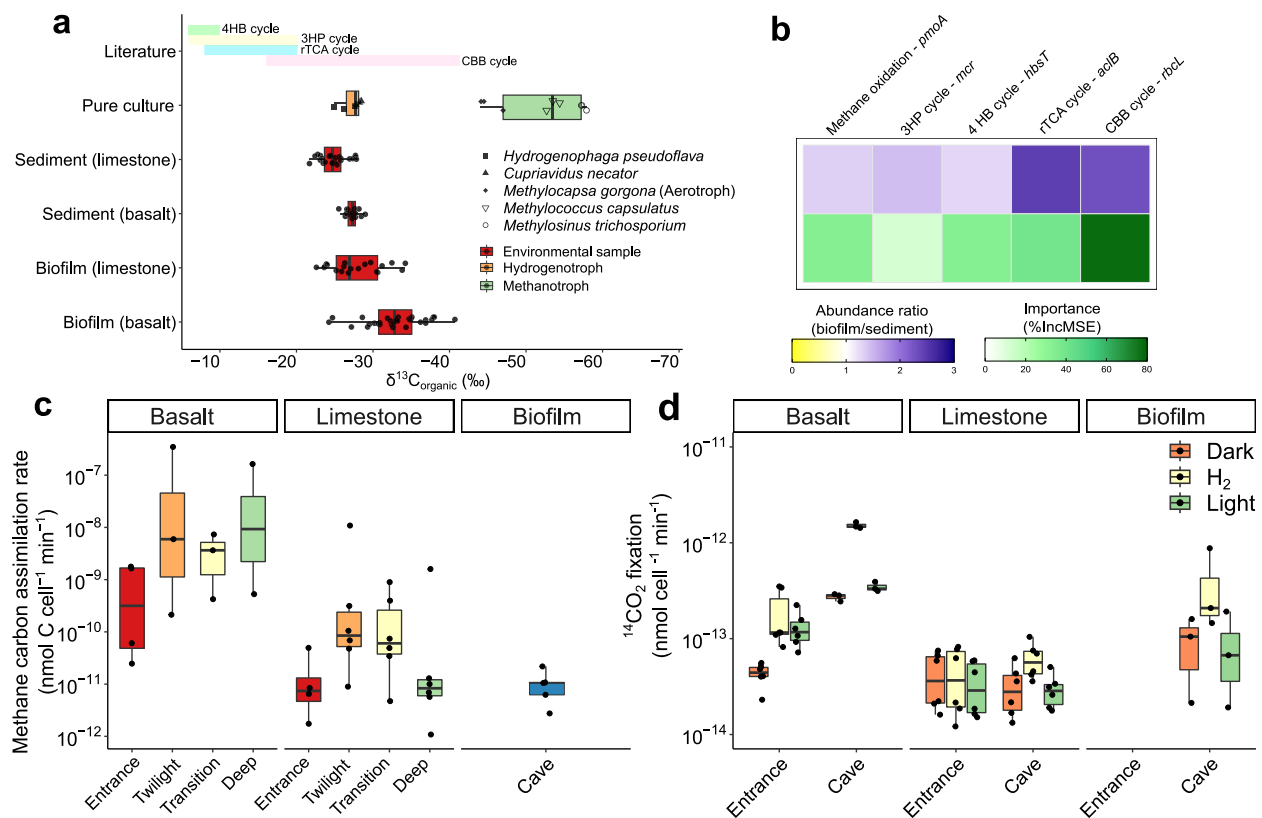 a
4HB cycle
3HP cycle
rTCA cycle
CBB cycle
Literature
Pure culture
Sediment (limestone)
Sediment (basalt)
Biofilm (limestone)
Biofilm (basalt)
Hydrogenophaga pseudoflava
Cupriavidus necator
Methylocapsa gorgona (Aerotroph)
Methylococcus capsulatus
Methylosinus trichosporium
Environmental sample
Hydrogenotroph
Methanotroph
-10 -20 -30 -40 -50 -60 -70
δ¹³C organic (‰)
b
Methane oxidation - pmoA
3HP cycle - mcr
4 HB cycle - hbsT
rTCA cycle - aclB
CBB cycle - rbcL
Abundance ratio
(biofilm/sediment)
0 1 2 3
Importance
(%IncMSE)
0 20 40 60 80
c
Basalt Limestone Biofilm
Methane carbon assimilation rate
(nmol C cell⁻¹ min⁻¹)
10⁻⁷
10⁻⁸
10⁻⁹
10⁻¹⁰
10⁻¹¹
10⁻¹²
Entrance Twilight Transition Deep Entrance Twilight Transition Deep Cave
d
Basalt Limestone Biofilm
¹⁴CO₂ fixation
(nmol cell⁻¹ min⁻¹)
10⁻¹¹
10⁻¹²
10⁻¹³
10⁻¹⁴
Dark
H₂
Light
Entrance Cave Entrance Cave Entrance Cave